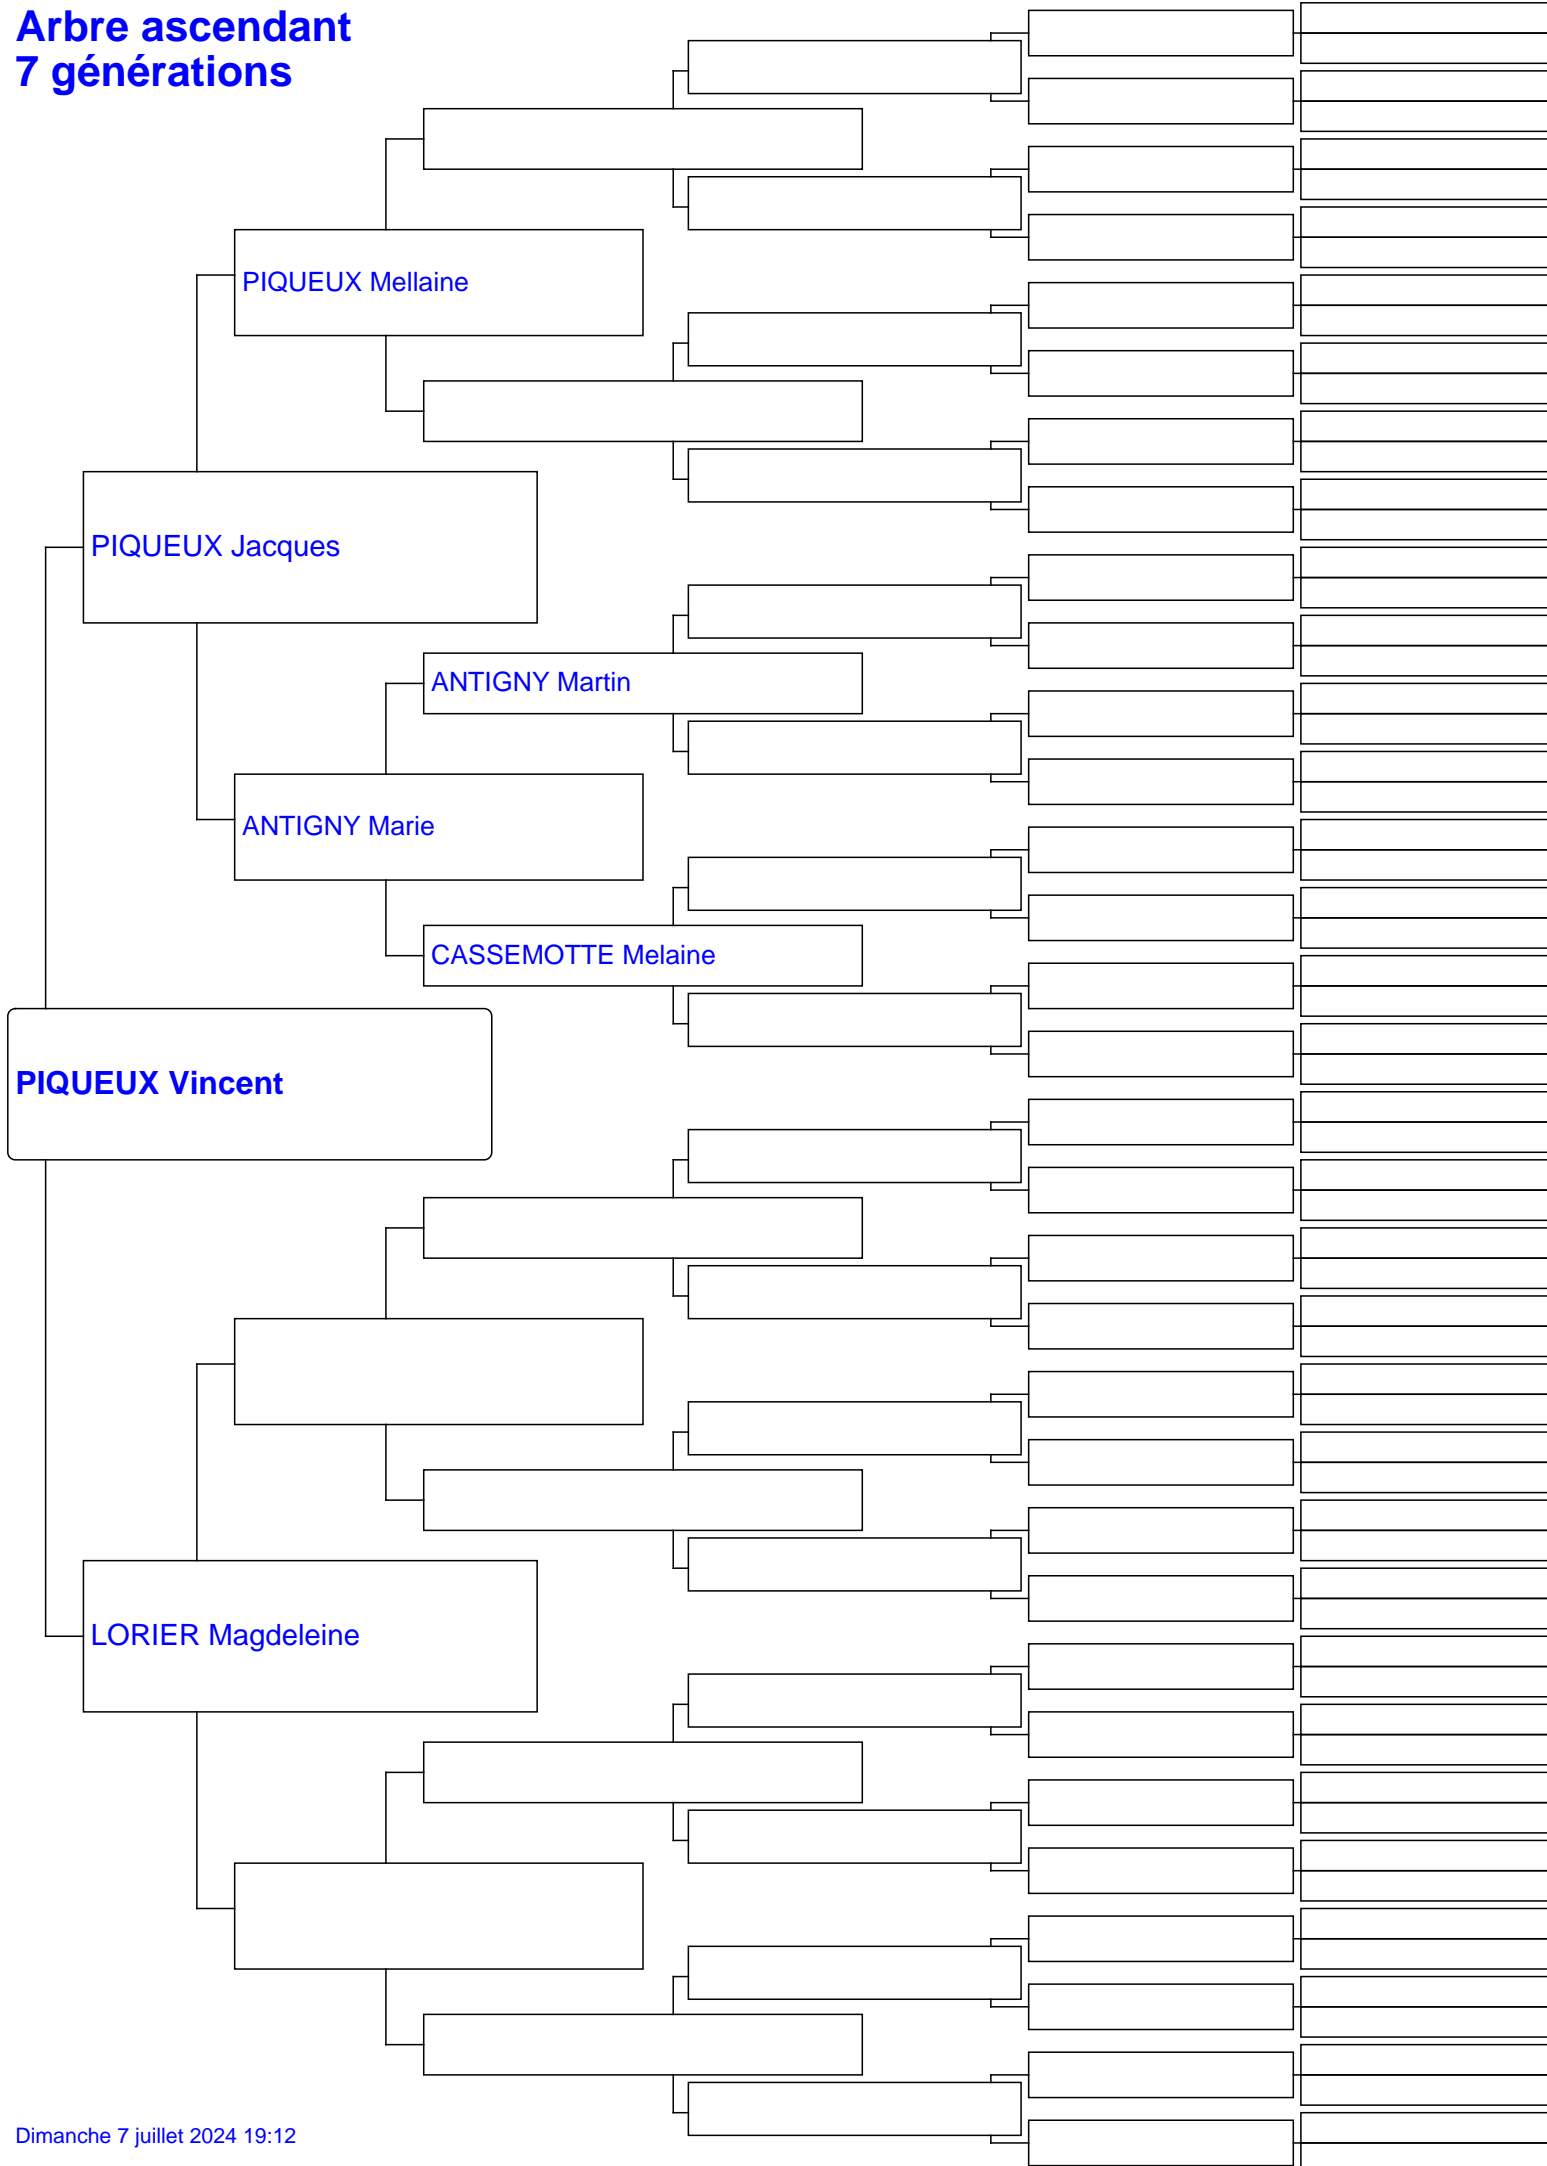 Arbre ascendant
7 générations
PIQUEUX Mellaine
PIQUEUX Jacques
ANTIGNY Martin
ANTIGNY Marie
CASSEMOTTE Melaine
PIQUEUX Vincent
LORIER Magdeleine
Dimanche 7 juillet 2024 19:12